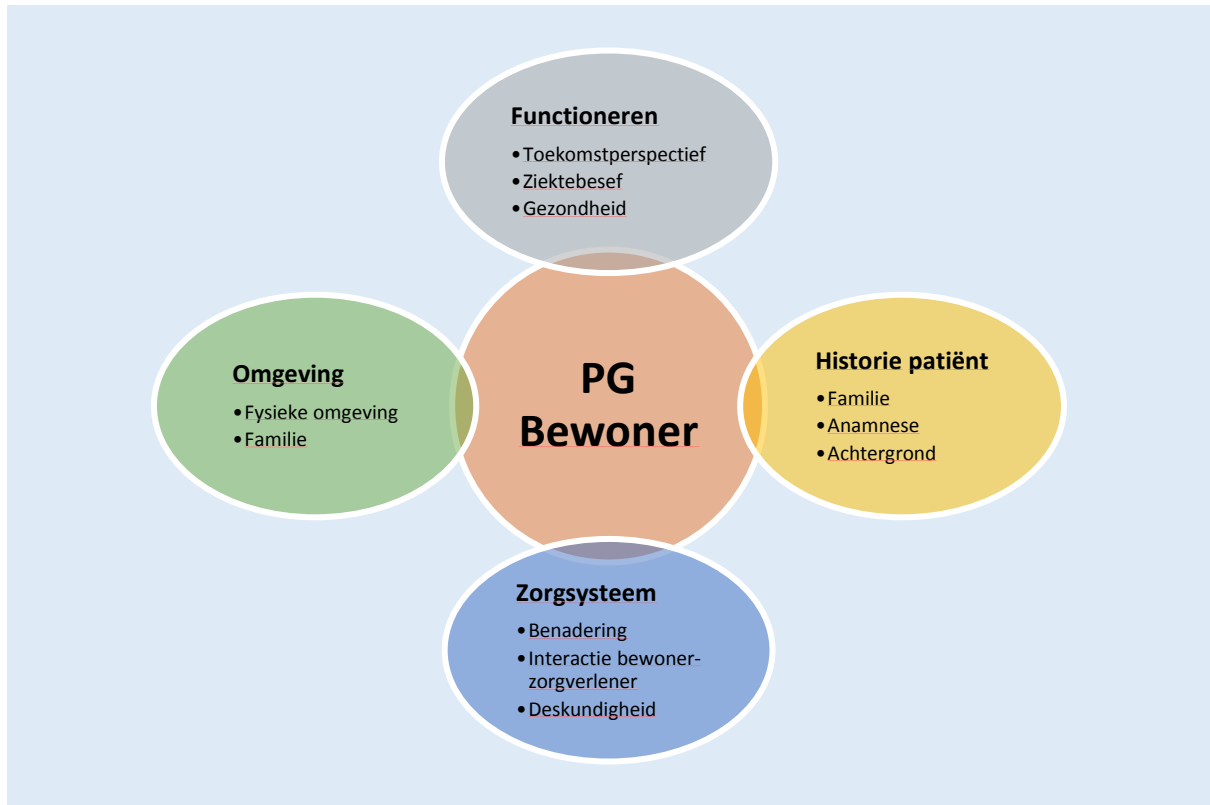 Functioneren
•Toekomstperspectief
•Ziektebesef
•Gezondheid
Omgeving
•Fysieke omgeving
•Familie
PG
Bewoner
Historie patiënt
•Familie
•Anamnese
•Achtergrond
Zorgsysteem
•Benadering
•Interactie bewoner-
zorgverlener
•Deskundigheid